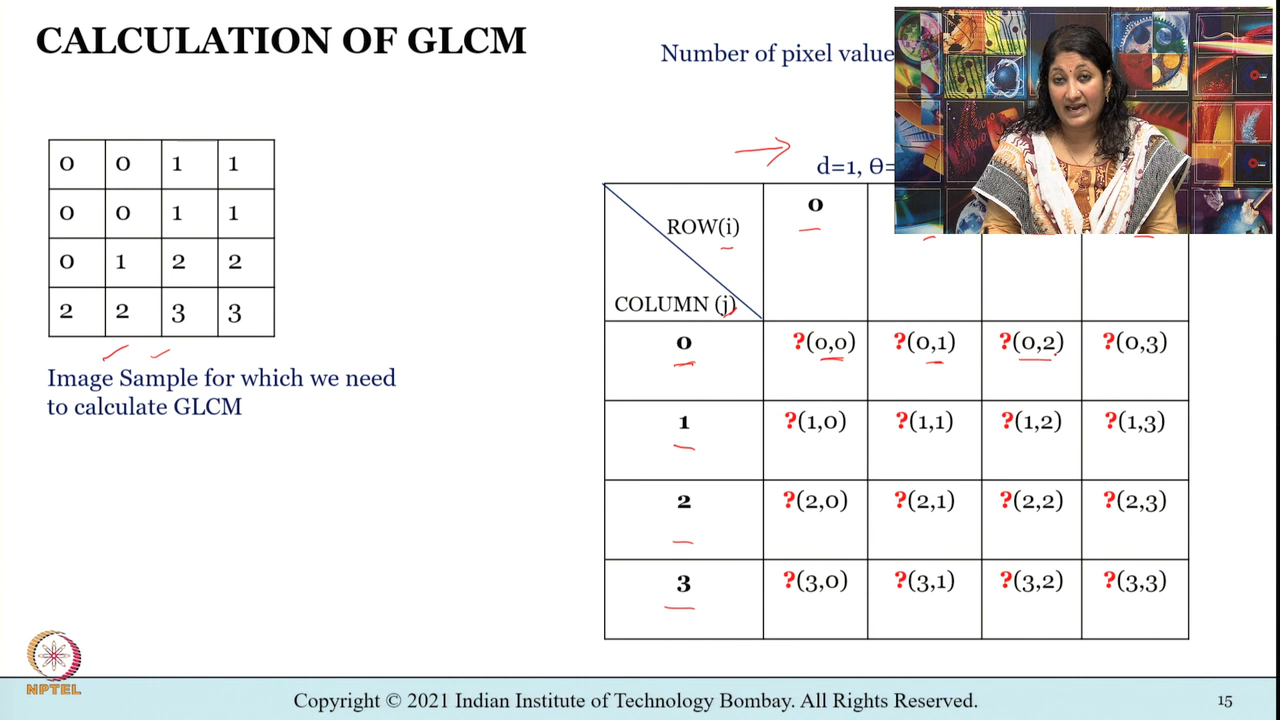 CALCULATION OF GLCM
Number of pixel value
0 0 1 1
0 0 1 1
0 1 2 2
2 2 3 3
Image Sample for which we need
to calculate GLCM
d=1, Θ=
ROW(i)
COLUMN (j)
0
0 ?(0,0) ?(0,1) ?(0,2) ?(0,3)
1 ?(1,0) ?(1,1) ?(1,2) ?(1,3)
2 ?(2,0) ?(2,1) ?(2,2) ?(2,3)
3 ?(3,0) ?(3,1) ?(3,2) ?(3,3)
NPTEL
Copyright © 2021 Indian Institute of Technology Bombay. All Rights Reserved.
15